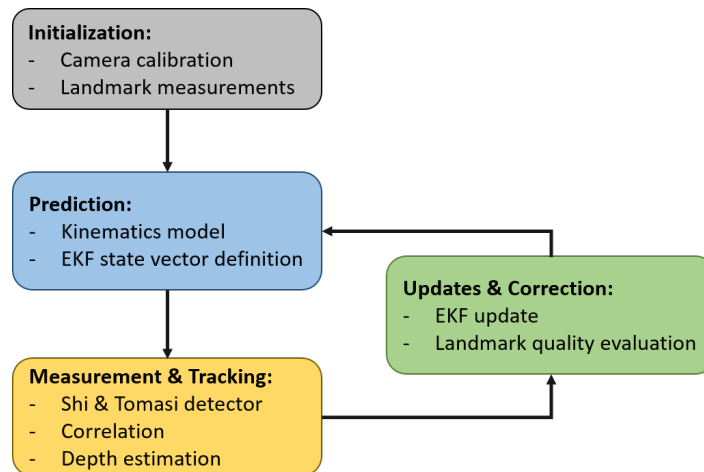 Initialization:
- Camera calibration
- Landmark measurements
Prediction:
- Kinematics model
- EKF state vector definition
Updates & Correction:
- EKF update
- Landmark quality evaluation
Measurement & Tracking:
- Shi & Tomasi detector
- Correlation
- Depth estimation